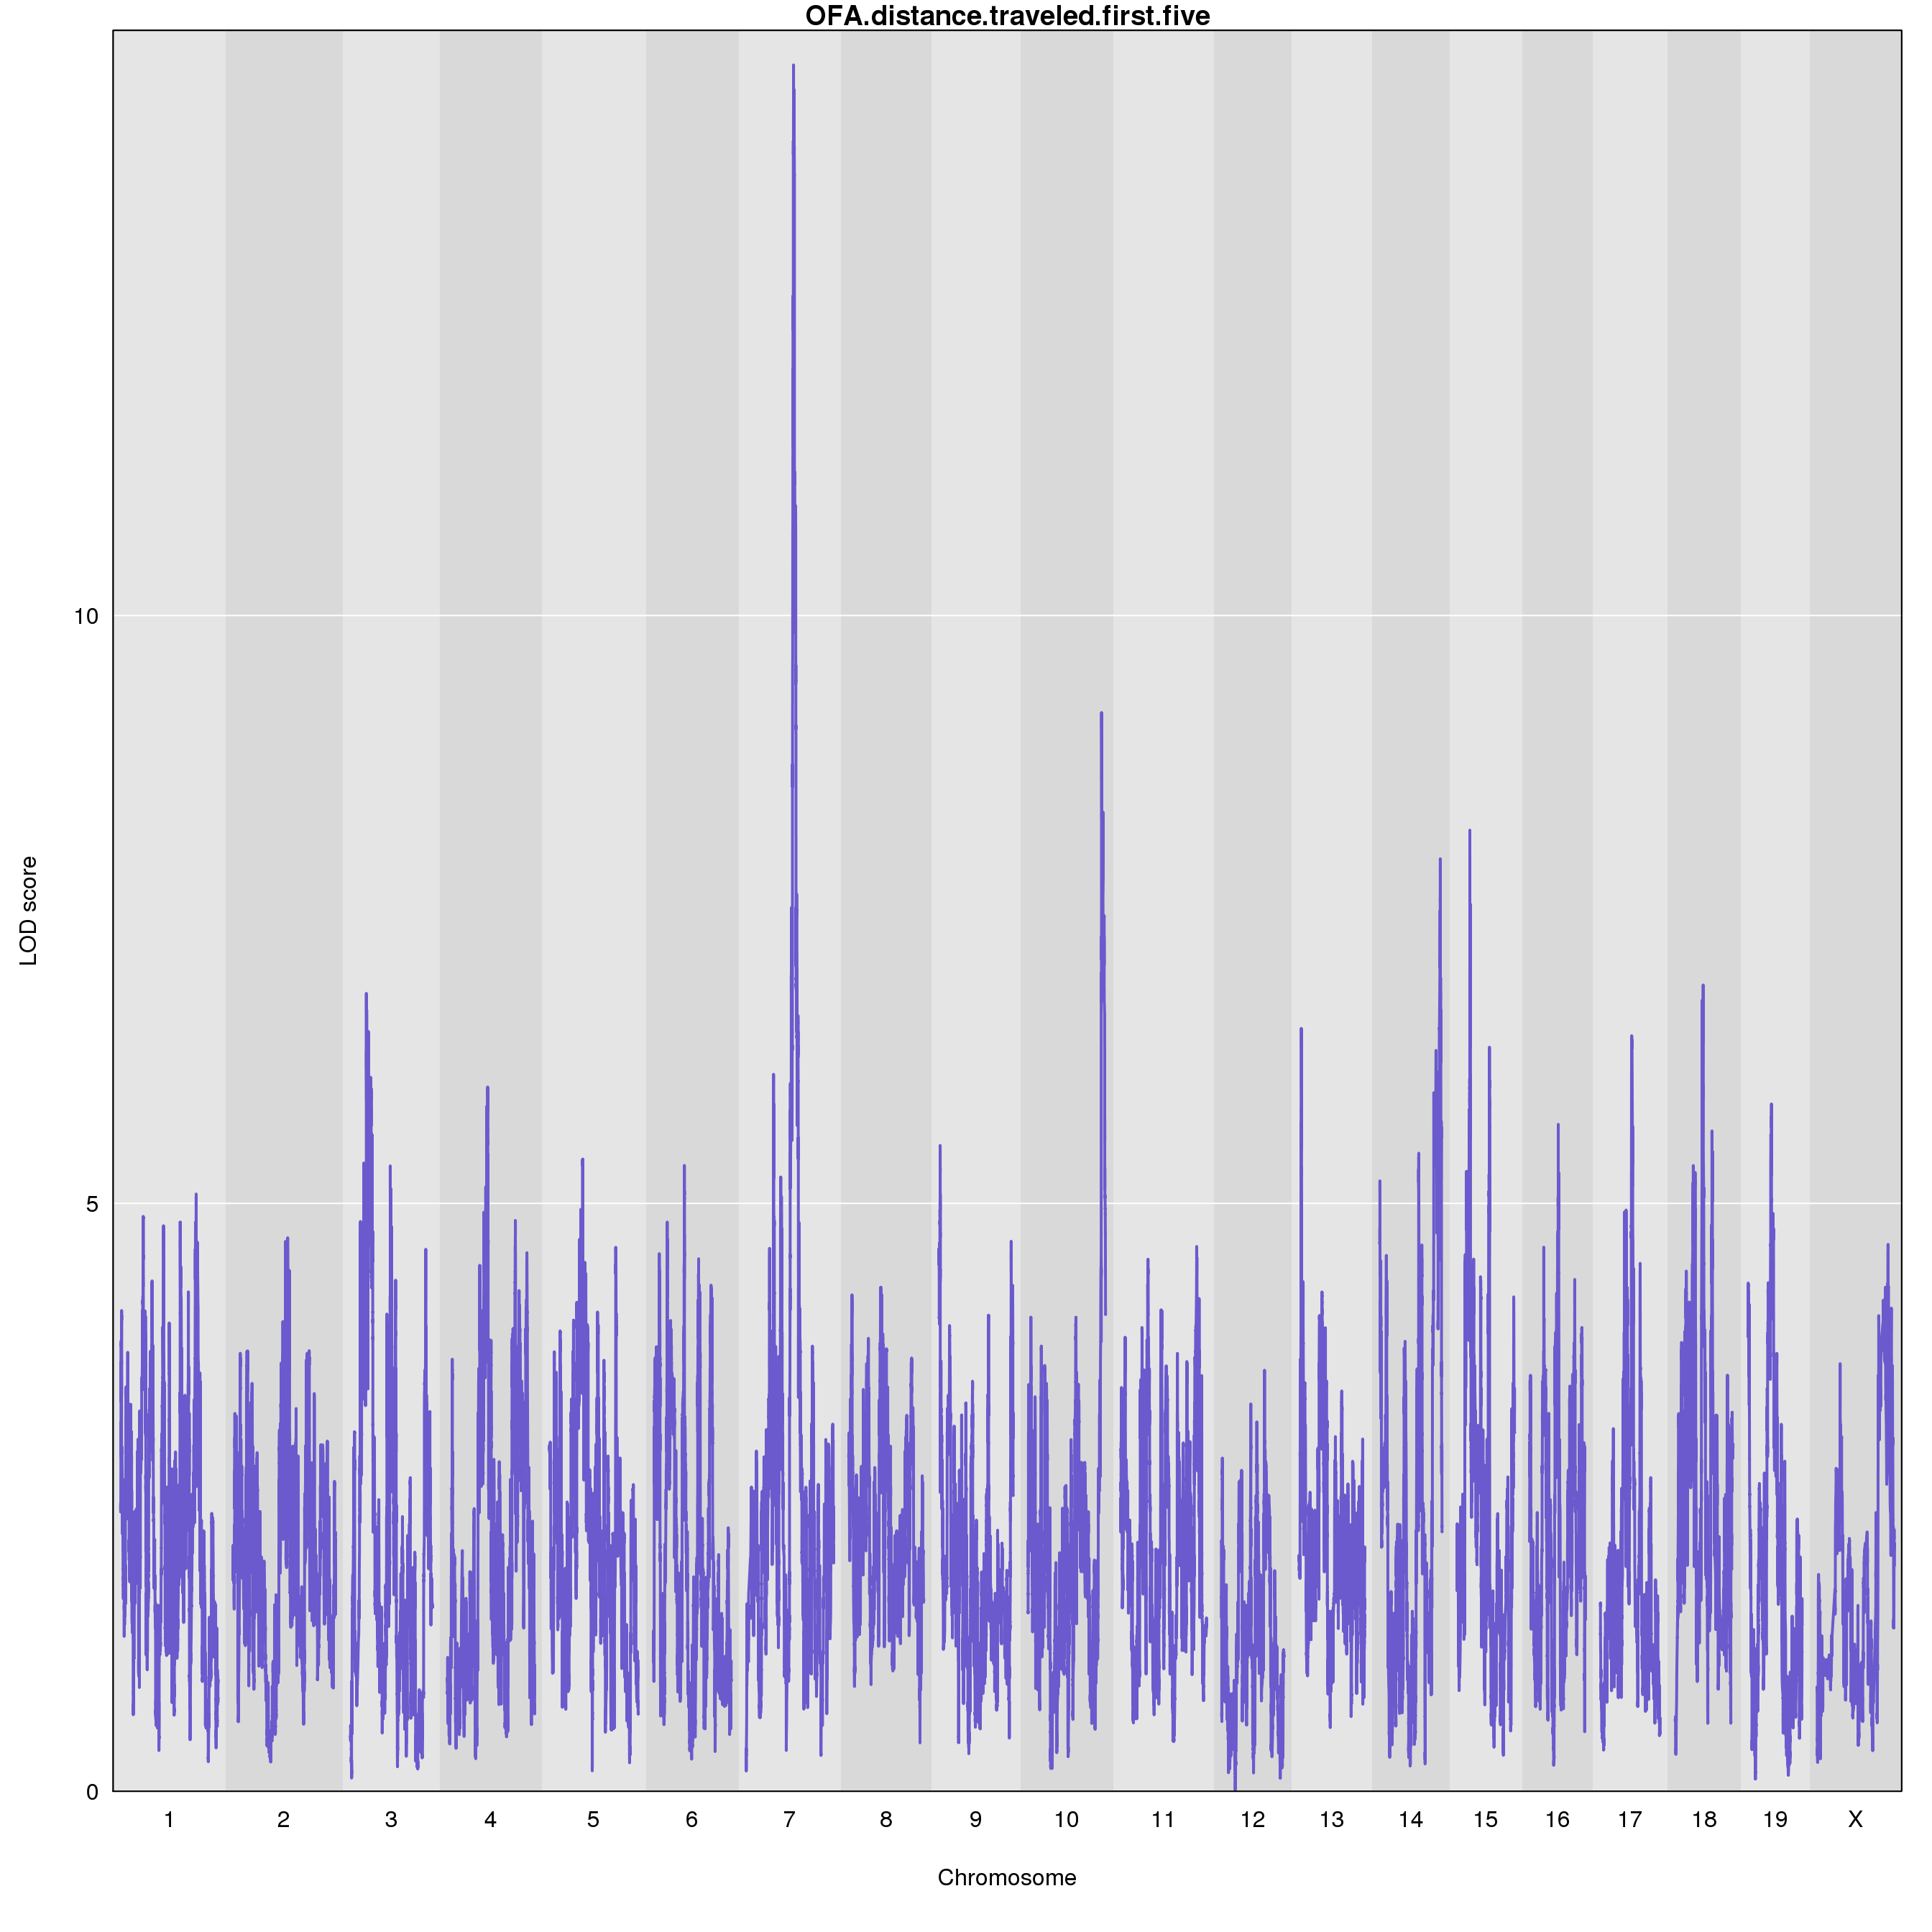 OFA.distance.traveled.first.five
10
5
0
LOD score
1 2 3 4 5 6 7 8 9 10 11 12 13 14 15 16 17 18 19 X
Chromosome